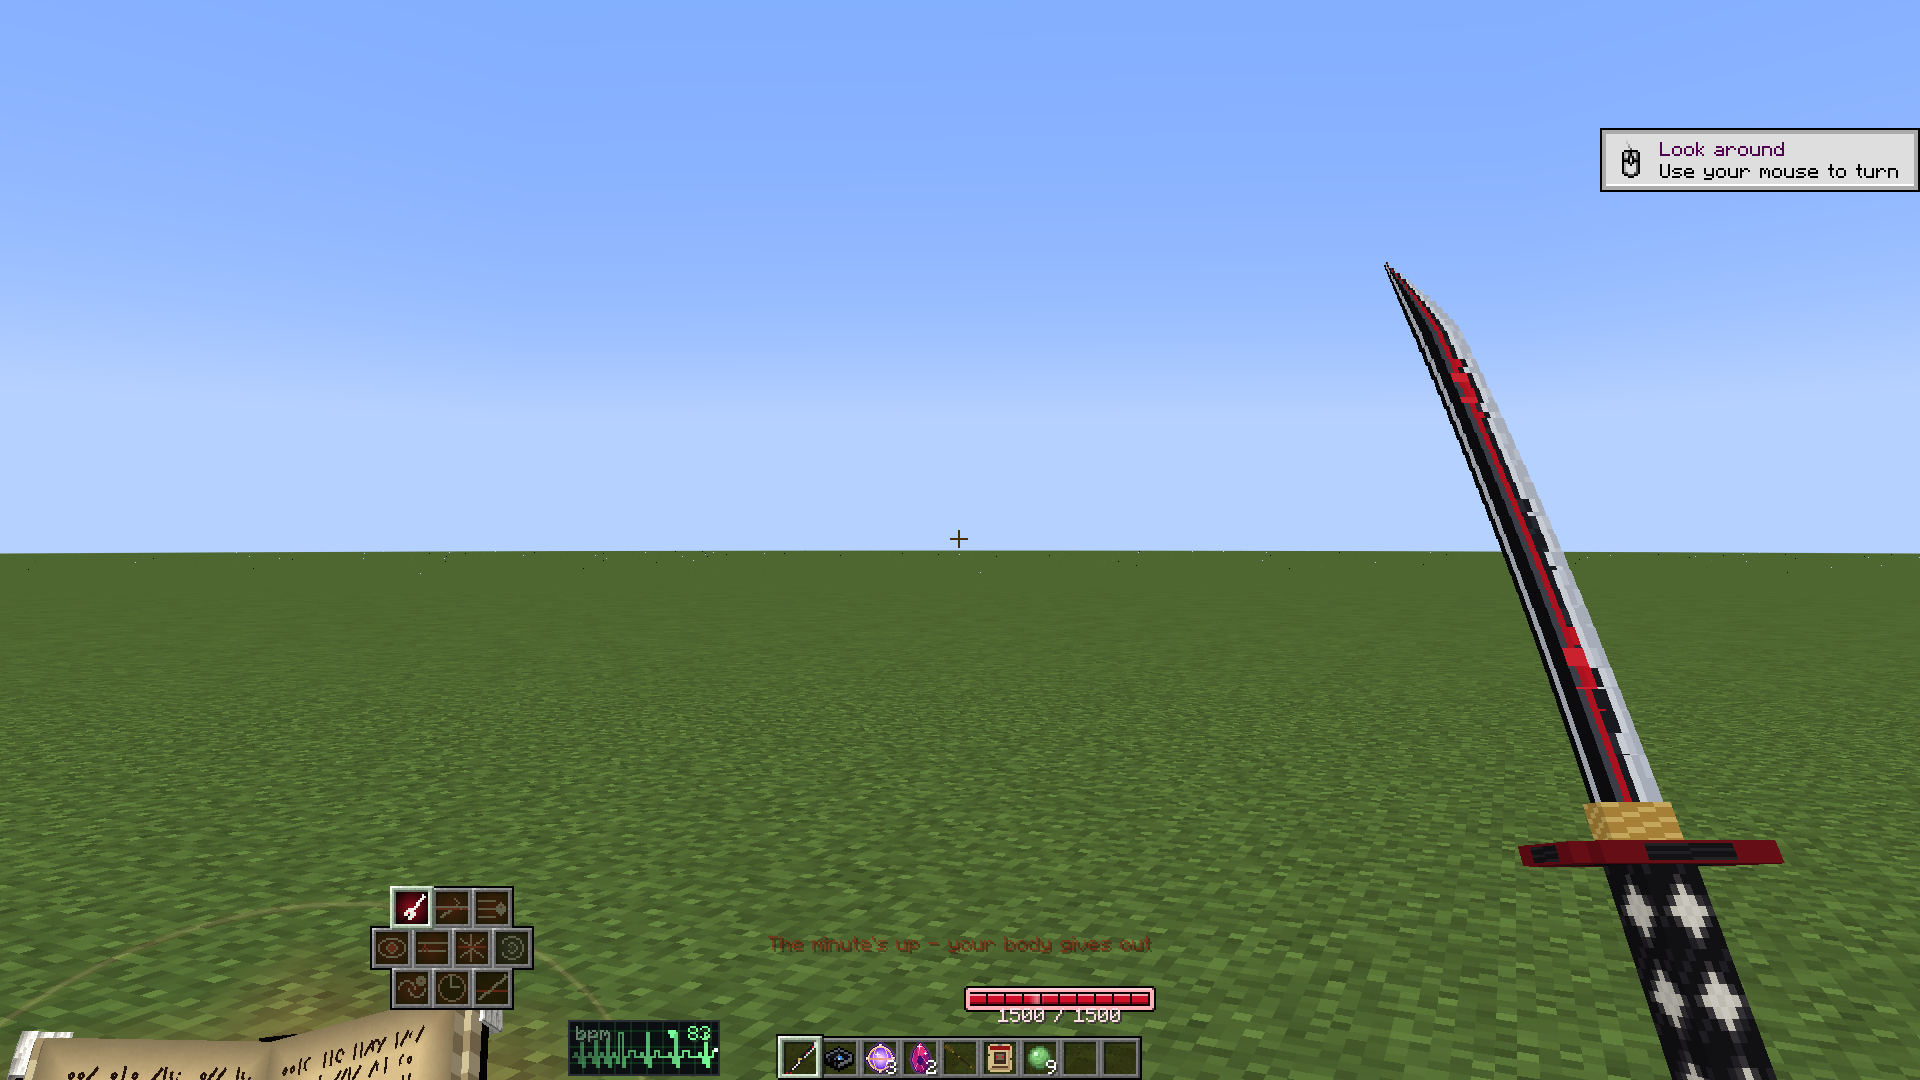 Look around
Use your mouse to turn
The minute's up - your body gives out
1500 / 1500
bpm 83
3
2
9